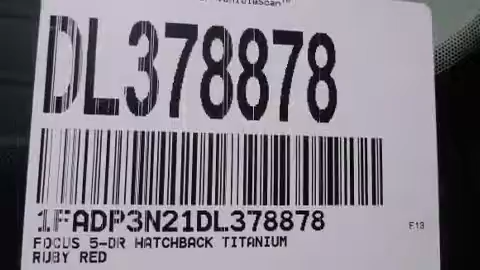 DL378878
1FADP3N21DL378878
F13
FOCUS 5-DR HATCHBACK TITANIUM
RUBY RED